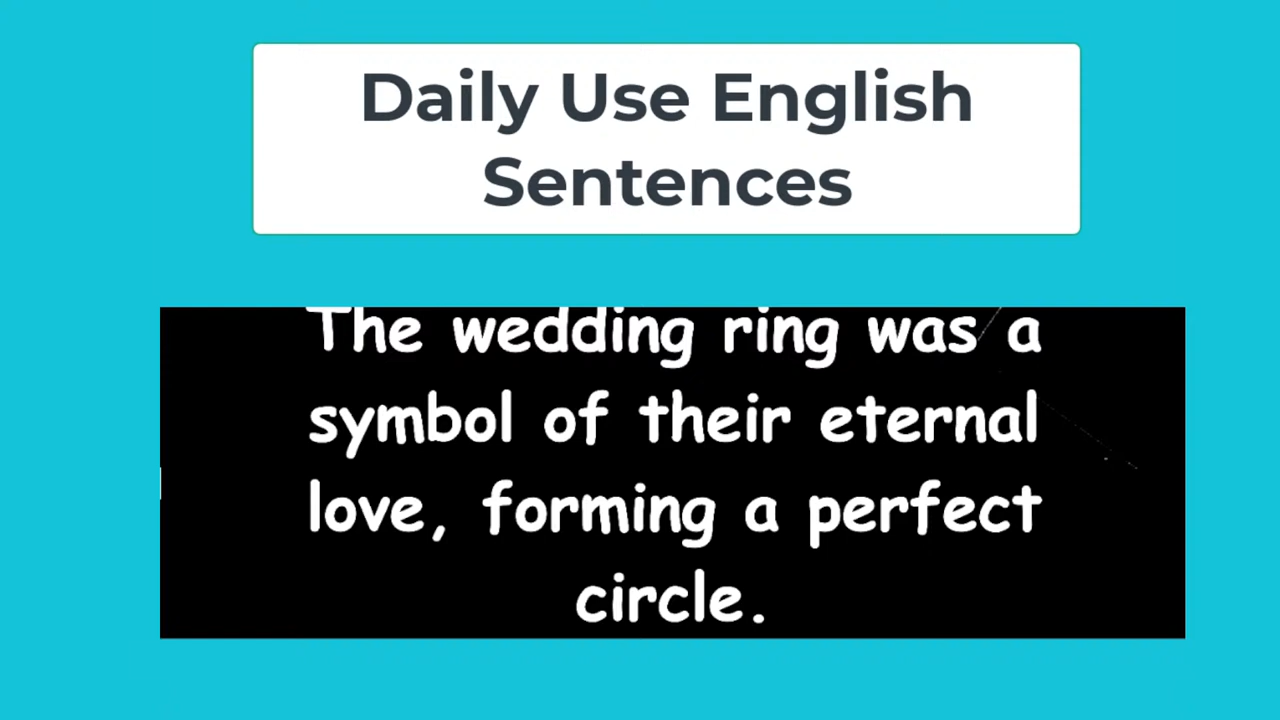 Daily Use English
Sentences
The wedding ring was a
symbol of their eternal
love, forming a perfect
circle.